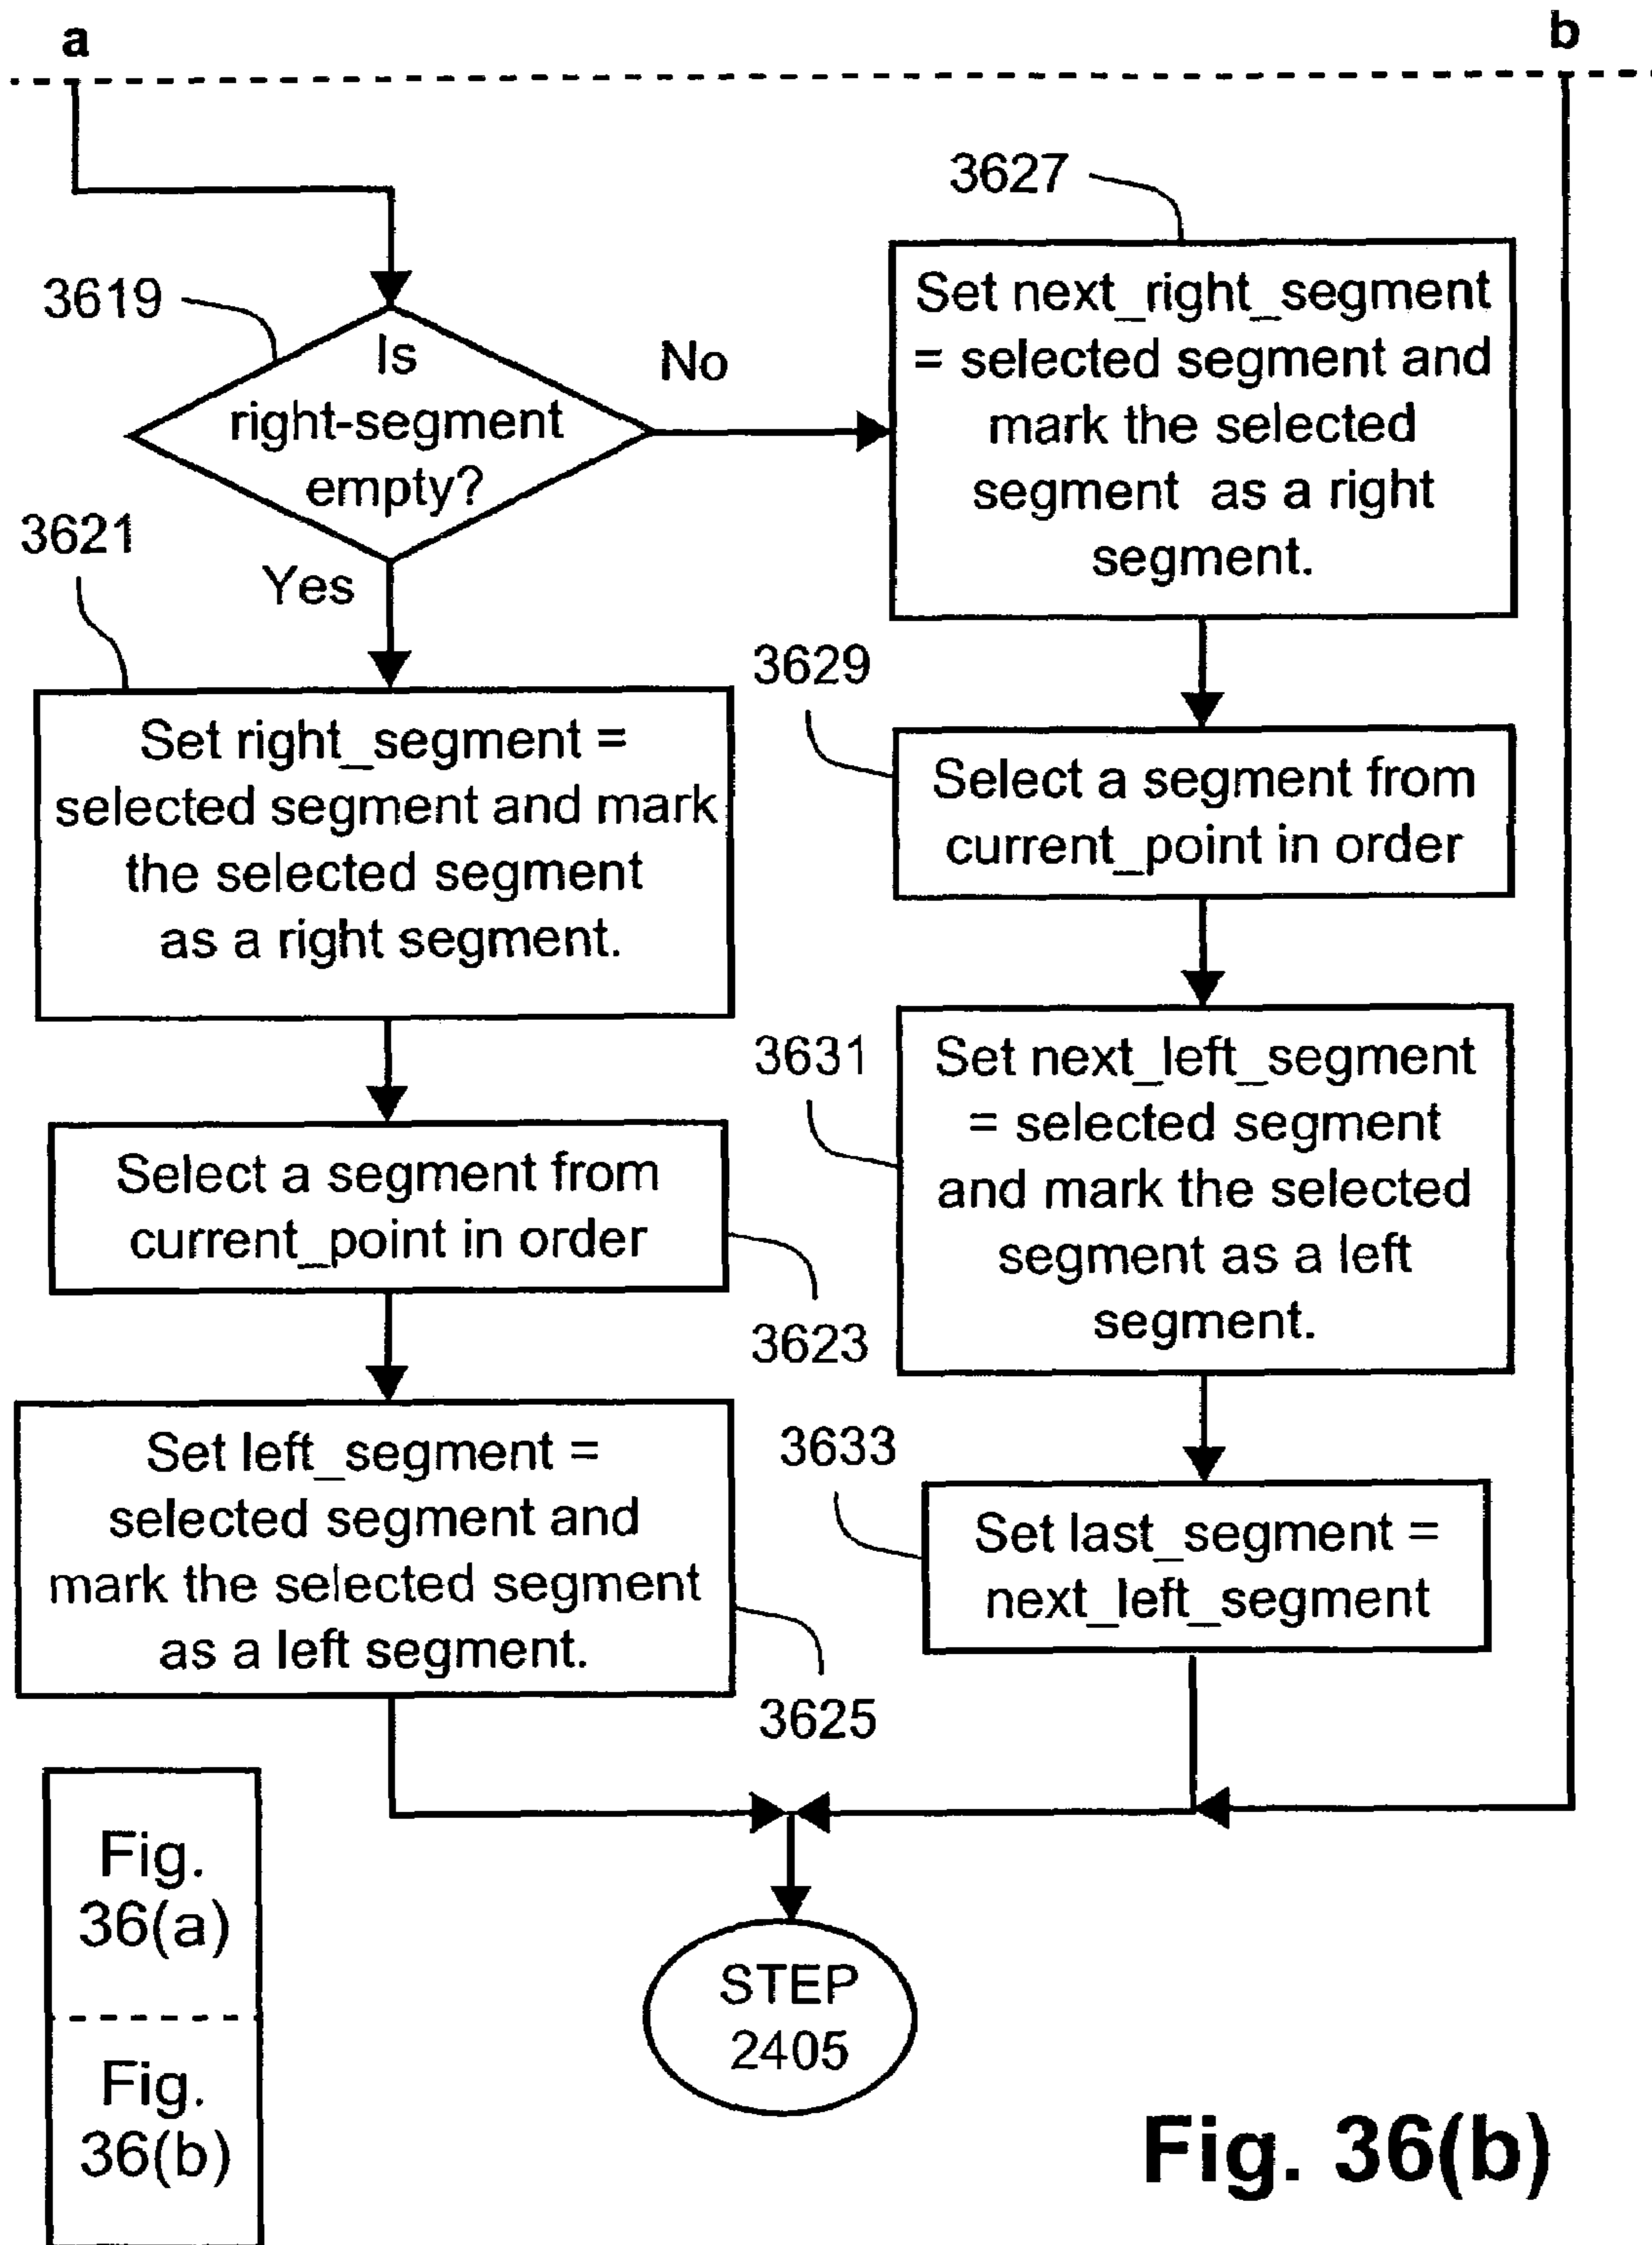 a
b
3619
Is
right-segment
empty?
No
Yes
3621
Set right_segment =
selected segment and mark
the selected segment
as a right segment.
Select a segment from
current_point in order
3623
Set left_segment =
selected segment and
mark the selected segment
as a left segment.
3625
3627
Set next_right_segment
= selected segment and
mark the selected
segment as a right
segment.
3629
Select a segment from
current_point in order
3631
Set next_left_segment
= selected segment
and mark the selected
segment as a left
segment.
3633
Set last_segment =
next_left_segment
STEP
2405
Fig.
36(a)
Fig.
36(b)
Fig. 36(b)